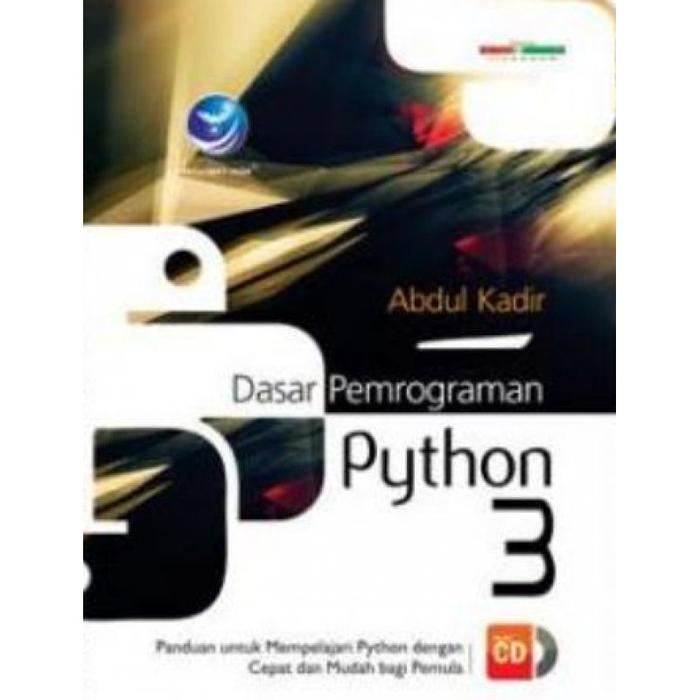 Abdul Kadir
Dasar Pemrograman
Python
3
Panduan untuk Mempelajari Python dengan
Cepat dan Mudah bagi Pemula
CD